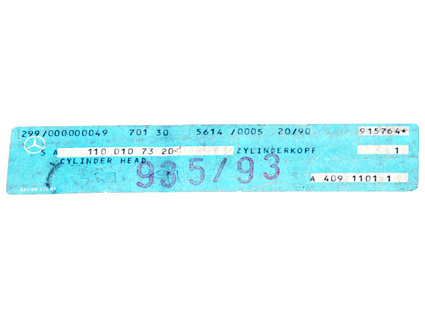 299/000000049 701 30 5614 /0005 20/90 915764*
S A 110 010 73 20 ZYLINDERKOPF 1
CYLINDER HEAD
935/93
A 409 1101 1